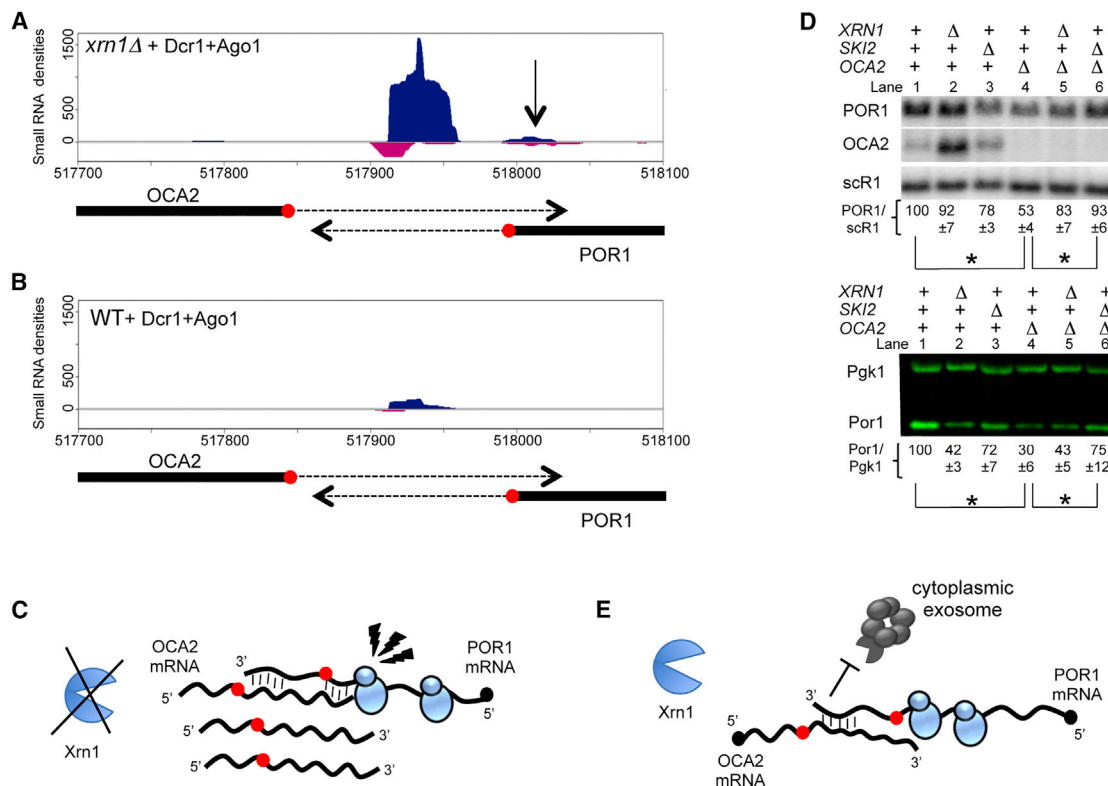 A
xrn1Δ + Dcr1+Ago1
Small RNA densities
1500
500
0
517700 517800 517900 518000 518100
OCA2
POR1
B
WT+ Dcr1+Ago1
Small RNA densities
1500
500
0
517700 517800 517900 518000 518100
OCA2
POR1
C
Xrn1
OCA2
mRNA
3'
5'
POR1
mRNA
5'
5' 3'
5' 3'
D
XRN1 + Δ + + Δ +
SKI2 + + Δ + + Δ
OCA2 + + + Δ Δ Δ
Lane 1 2 3 4 5 6
POR1
OCA2
scR1
POR1/ 100 92 78 53 83 93
scR1 ±7 ±3 ±4 ±7 ±6
* *
XRN1 + Δ + + Δ +
SKI2 + + Δ + + Δ
OCA2 + + + Δ Δ Δ
Lane 1 2 3 4 5 6
Pgk1
Por1
Por1/ 100 42 72 30 43 75
Pgk1 ±3 ±7 ±6 ±5 ±12
* *
E
cytoplasmic
exosome
Xrn1
3'
POR1
mRNA
5'
5'
OCA2
mRNA
3'